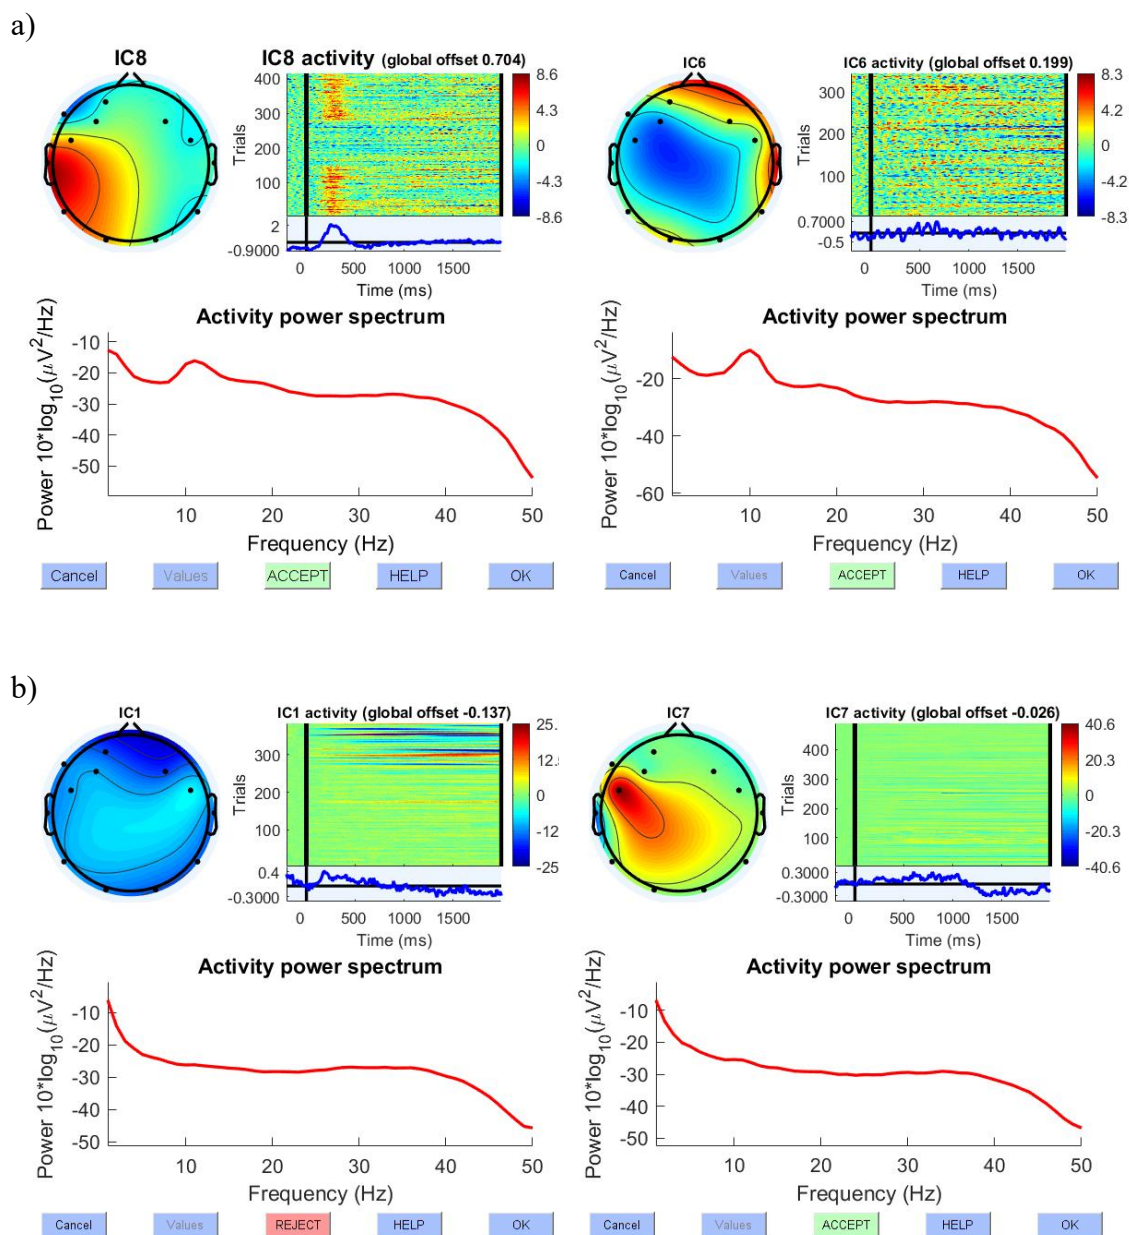 a)
IC8
IC8 activity (global offset 0.704)
Trials
400
300
200
100
8.6
4.3
0
-4.3
-8.6
2
-0.9000
0 500 1000 1500
Time (ms)
Activity power spectrum
Power 10*log10(μV2/Hz)
-10
-20
-30
-40
-50
10 20 30 40 50
Frequency (Hz)
Cancel Values ACCEPT HELP OK
IC6
IC6 activity (global offset 0.199)
Trials
300
200
100
8.3
4.2
0
-4.2
-8.3
0.7000
-0.5
0 500 1000 1500
Time (ms)
Activity power spectrum
Power 10*log10(μV2/Hz)
-20
-40
-60
10 20 30 40 50
Frequency (Hz)
Cancel Values ACCEPT HELP OK
b)
IC1
IC1 activity (global offset -0.137)
Trials
300
200
100
25.
12.
0
-12
-25
0.4
-0.3000
0 500 1000 1500
Time (ms)
Activity power spectrum
Power 10*log10(μV2/Hz)
-10
-20
-30
-40
-50
10 20 30 40 50
Frequency (Hz)
Cancel Values REJECT HELP OK
IC7
IC7 activity (global offset -0.026)
Trials
400
300
200
100
40.6
20.3
0
-20.3
-40.6
0.3000
-0.3000
0 500 1000 1500
Time (ms)
Activity power spectrum
Power 10*log10(μV2/Hz)
-10
-20
-30
-40
-50
10 20 30 40 50
Frequency (Hz)
Cancel Values ACCEPT HELP OK